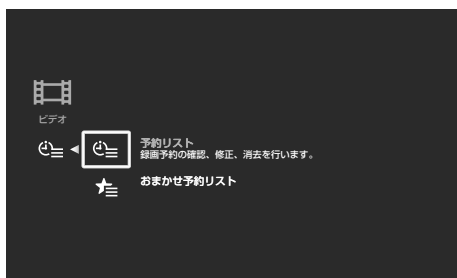 ビデオ
予約リスト
録画予約の確認、修正、消去を行います。
おまかせ予約リスト